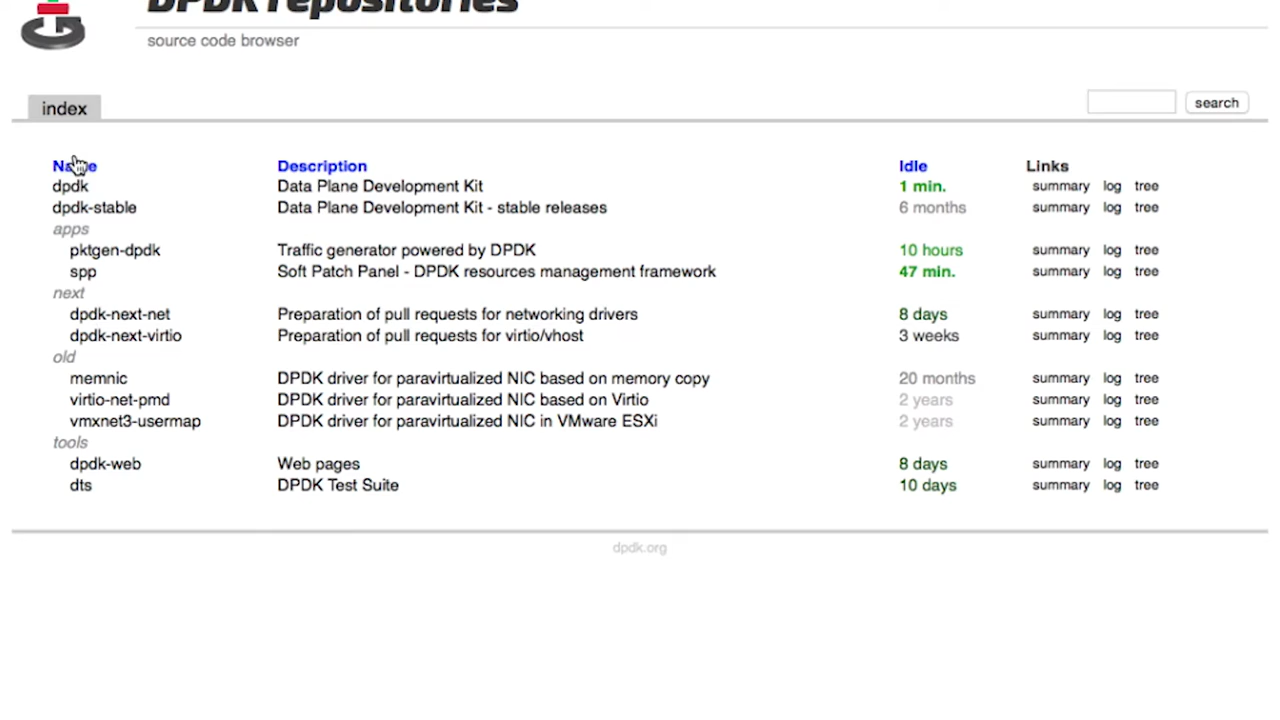 DPDK repositories
source code browser
index search
Name Description Idle Links
dpdk Data Plane Development Kit 1 min. summary log tree
dpdk-stable Data Plane Development Kit - stable releases 6 months summary log tree
apps
pktgen-dpdk Traffic generator powered by DPDK 10 hours summary log tree
spp Soft Patch Panel - DPDK resources management framework 47 min. summary log tree
next
dpdk-next-net Preparation of pull requests for networking drivers 8 days summary log tree
dpdk-next-virtio Preparation of pull requests for virtio/vhost 3 weeks summary log tree
old
memnic DPDK driver for paravirtualized NIC based on memory copy 20 months summary log tree
virtio-net-pmd DPDK driver for paravirtualized NIC based on Virtio 2 years summary log tree
vmxnet3-usermap DPDK driver for paravirtualized NIC in VMware ESXi 2 years summary log tree
tools
dpdk-web Web pages 8 days summary log tree
dts DPDK Test Suite 10 days summary log tree
dpdk.org